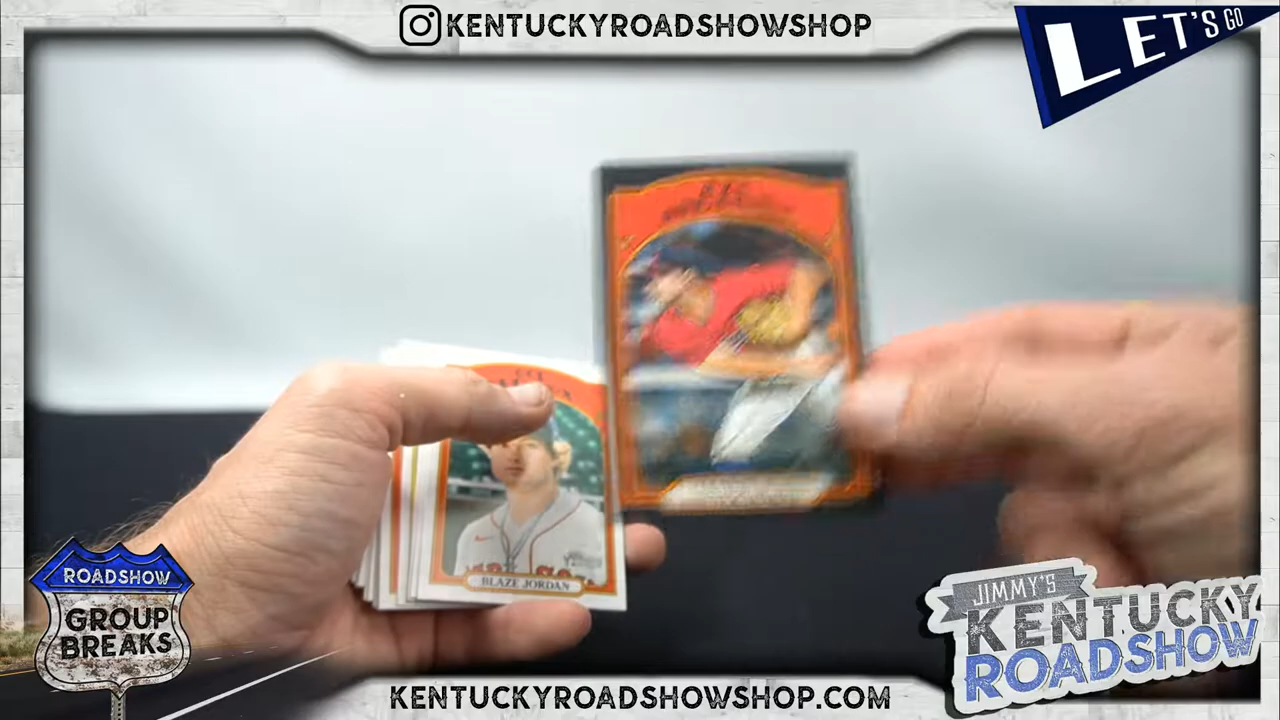 KENTUCKYROADSHOWSHOP
LET'S GO
BLAZE JORDAN
ROADSHOW
GROUP
BREAKS
JIMMY'S
KENTUCKY
ROADSHOW
KENTUCKYROADSHOWSHOP.COM